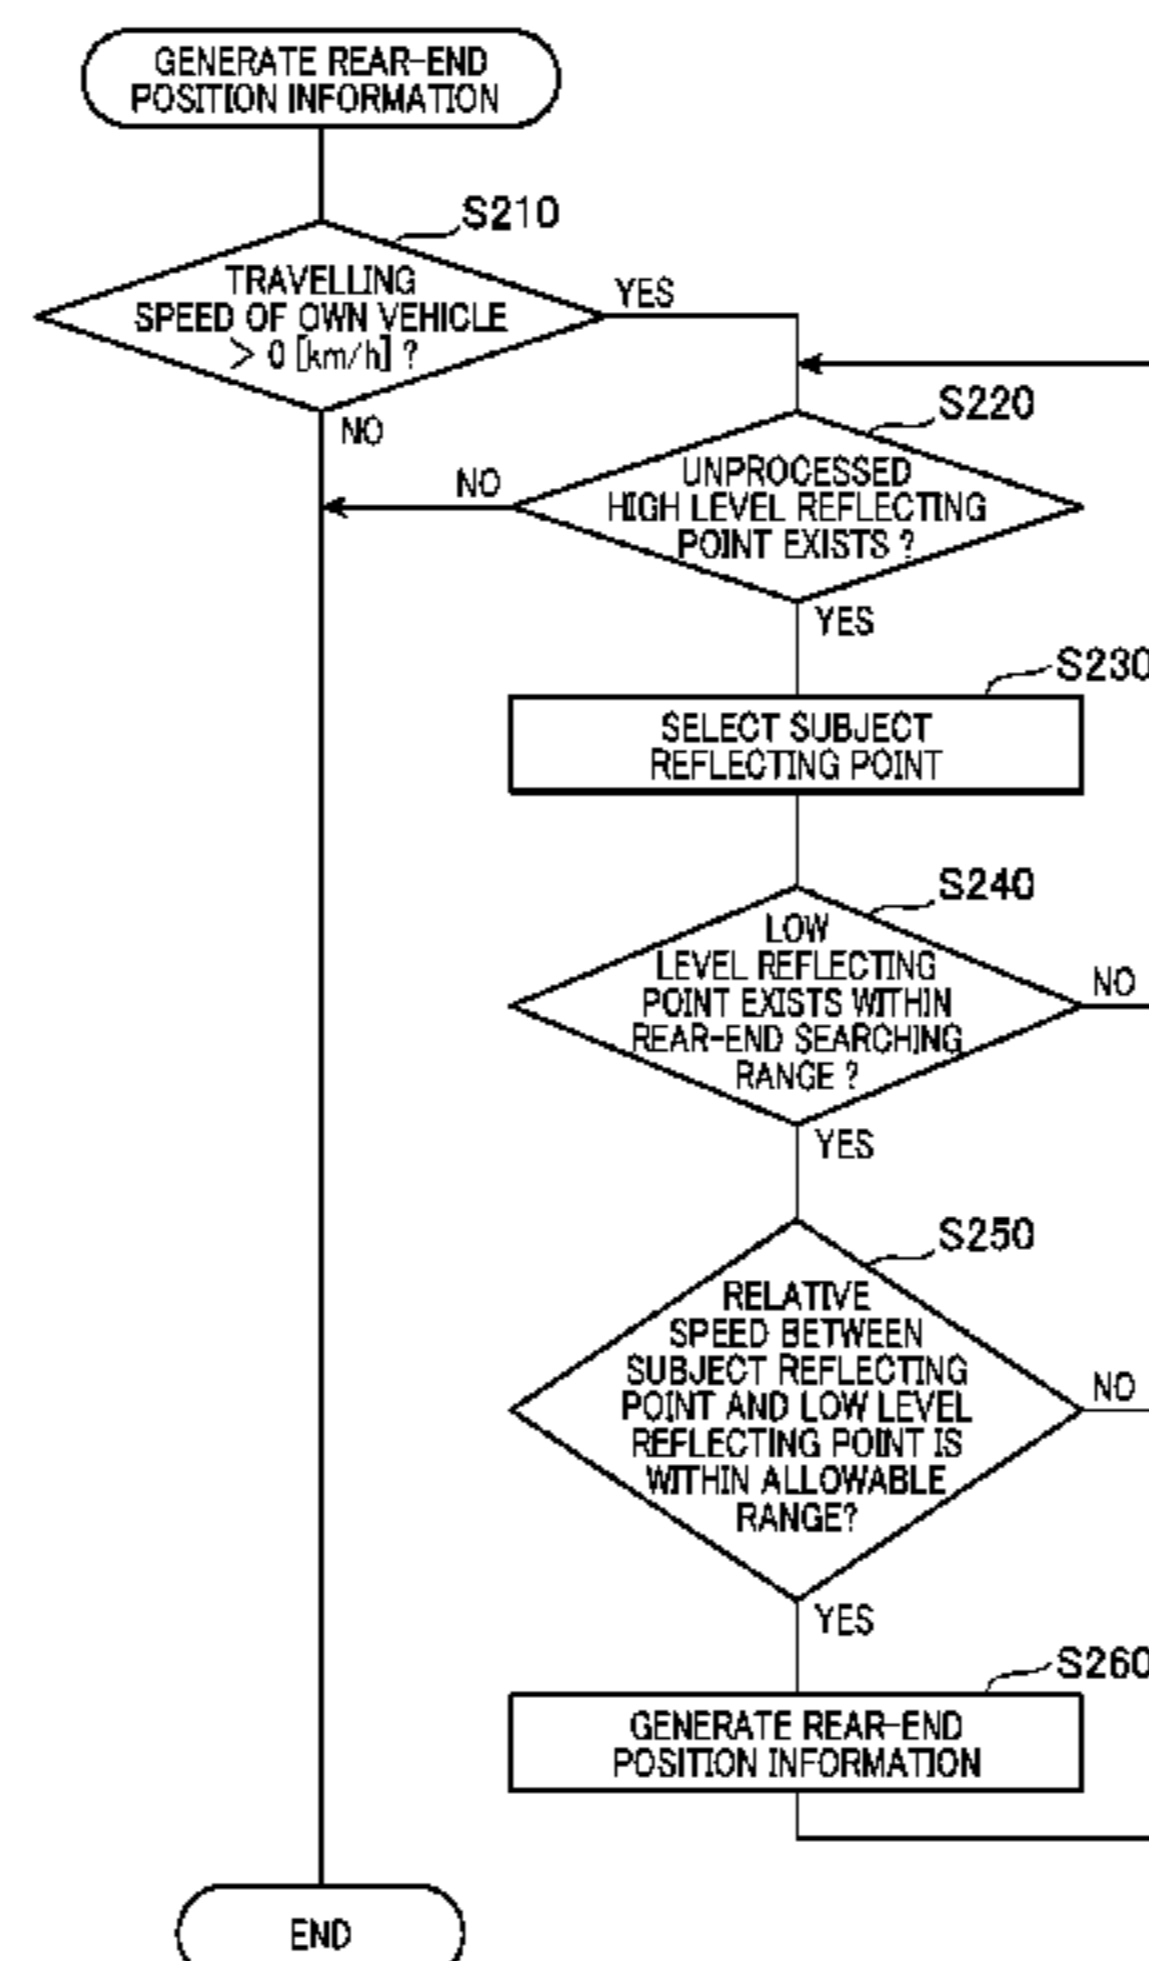 GENERATE REAR-END
POSITION INFORMATION
S210
TRAVELLING
SPEED OF OWN VEHICLE
> 0 [km/h] ?
YES
NO
S220
UNPROCESSED
HIGH LEVEL REFLECTING
POINT EXISTS ?
NO
YES
S230
SELECT SUBJECT
REFLECTING POINT
S240
LOW
LEVEL REFLECTING
POINT EXISTS WITHIN
REAR-END SEARCHING
RANGE ?
NO
YES
S250
RELATIVE
SPEED BETWEEN
SUBJECT REFLECTING
POINT AND LOW LEVEL
REFLECTING POINT IS
WITHIN ALLOWABLE
RANGE?
NO
YES
S260
GENERATE REAR-END
POSITION INFORMATION
END